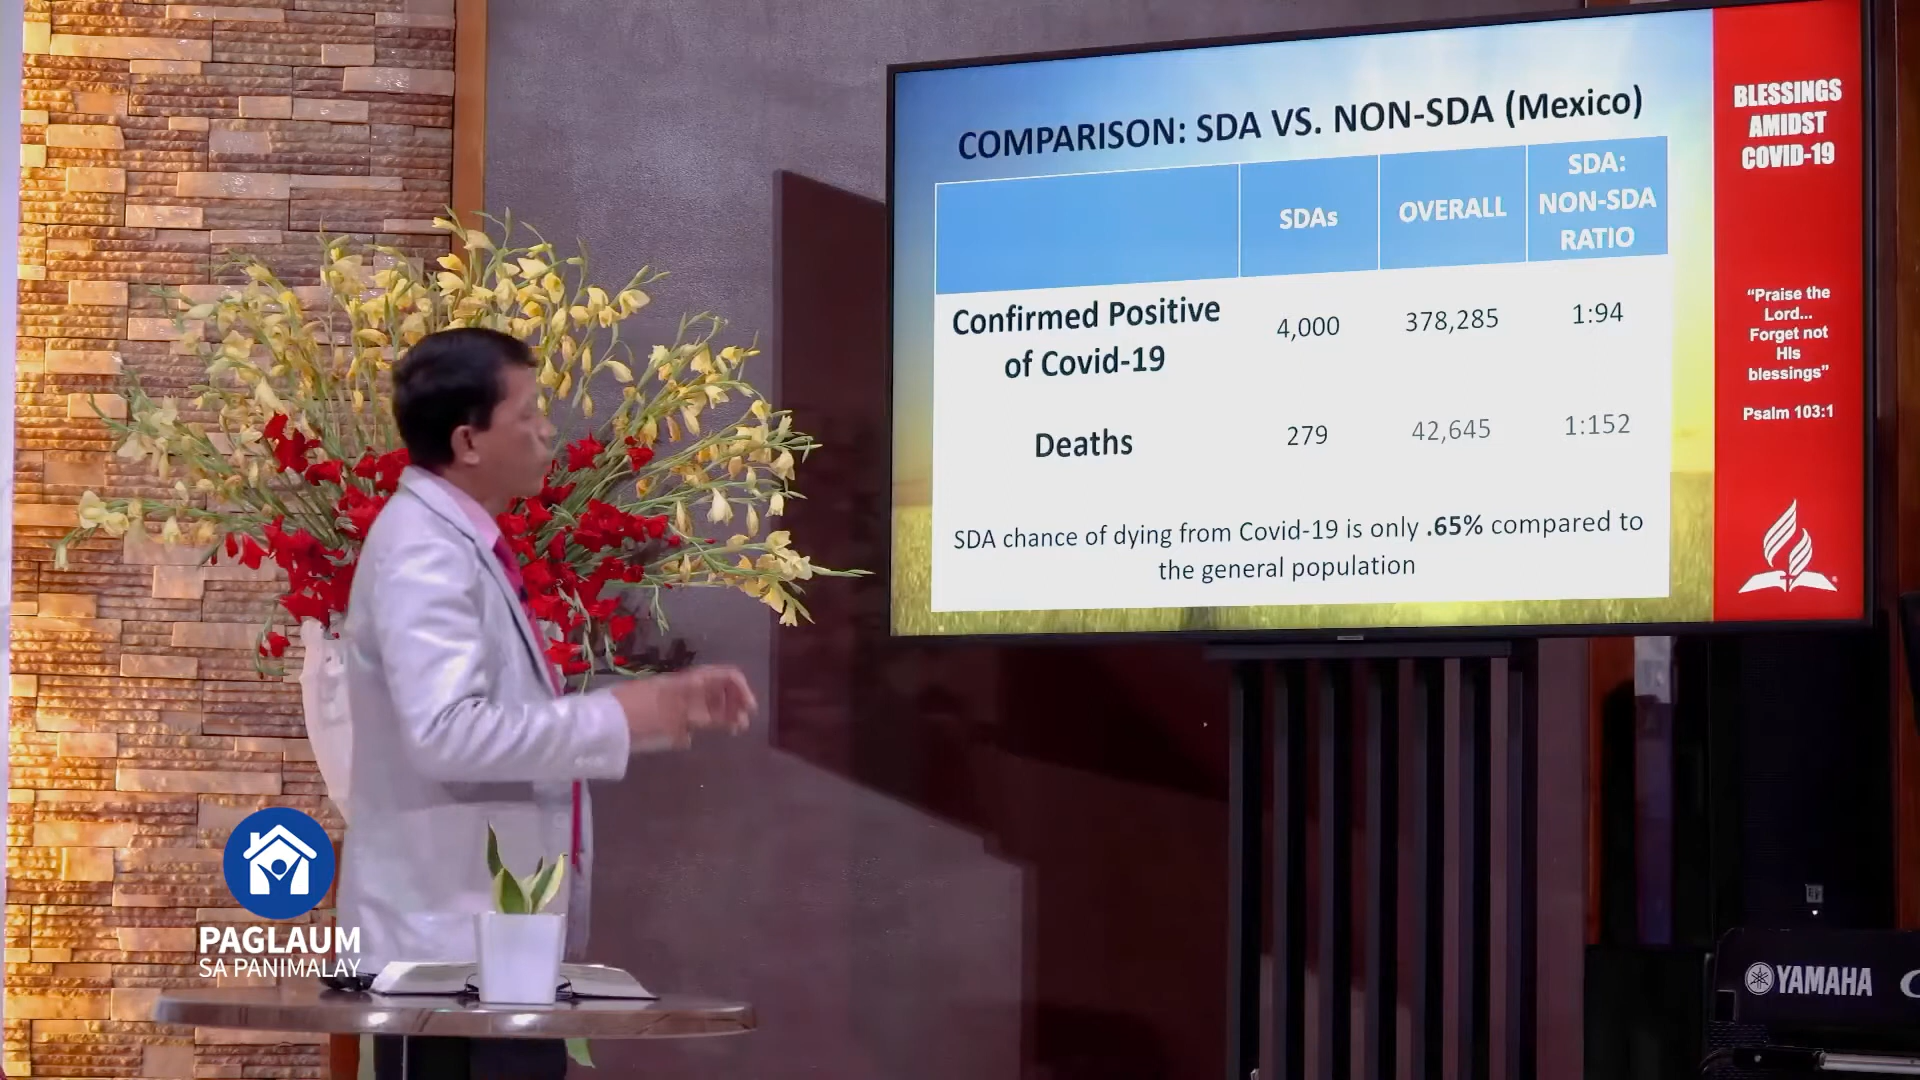 COMPARISON: SDA VS. NON-SDA (Mexico)
SDAs
OVERALL
SDA:
NON-SDA
RATIO
Confirmed Positive
of Covid-19
4,000
378,285
1:94
Deaths
279
42,645
1:152
SDA chance of dying from Covid-19 is only .65% compared to
the general population
BLESSINGS
AMIDST
COVID-19
“Praise the
Lord...
Forget not
HIs
blessings”
Psalm 103:1
PAGLAUM
SA PANIMALAY
YAMAHA